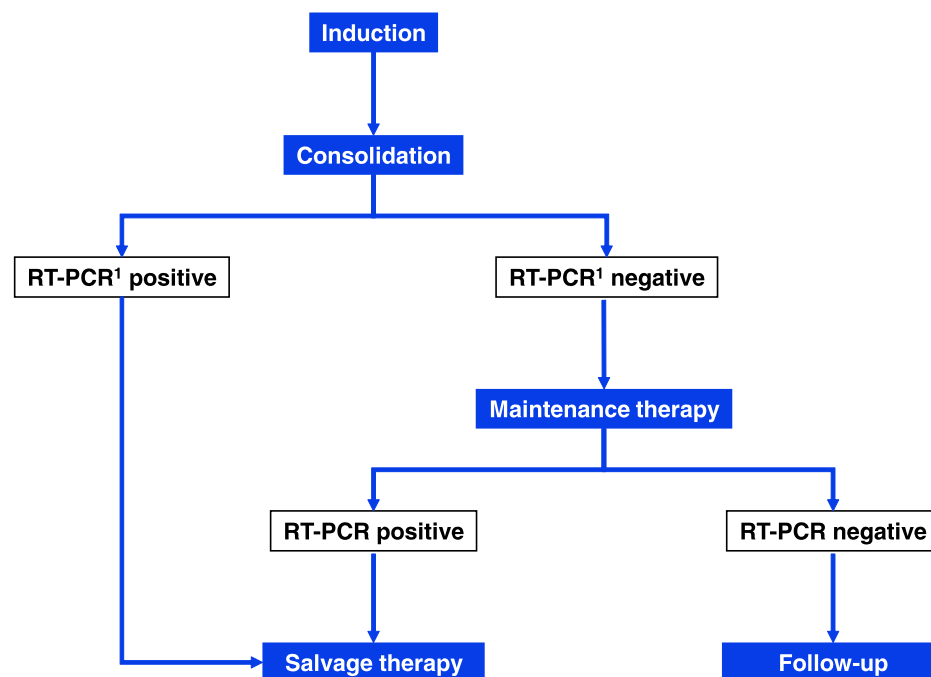 Induction
Consolidation
RT-PCR¹ positive
RT-PCR¹ negative
Maintenance therapy
RT-PCR positive
RT-PCR negative
Salvage therapy
Follow-up